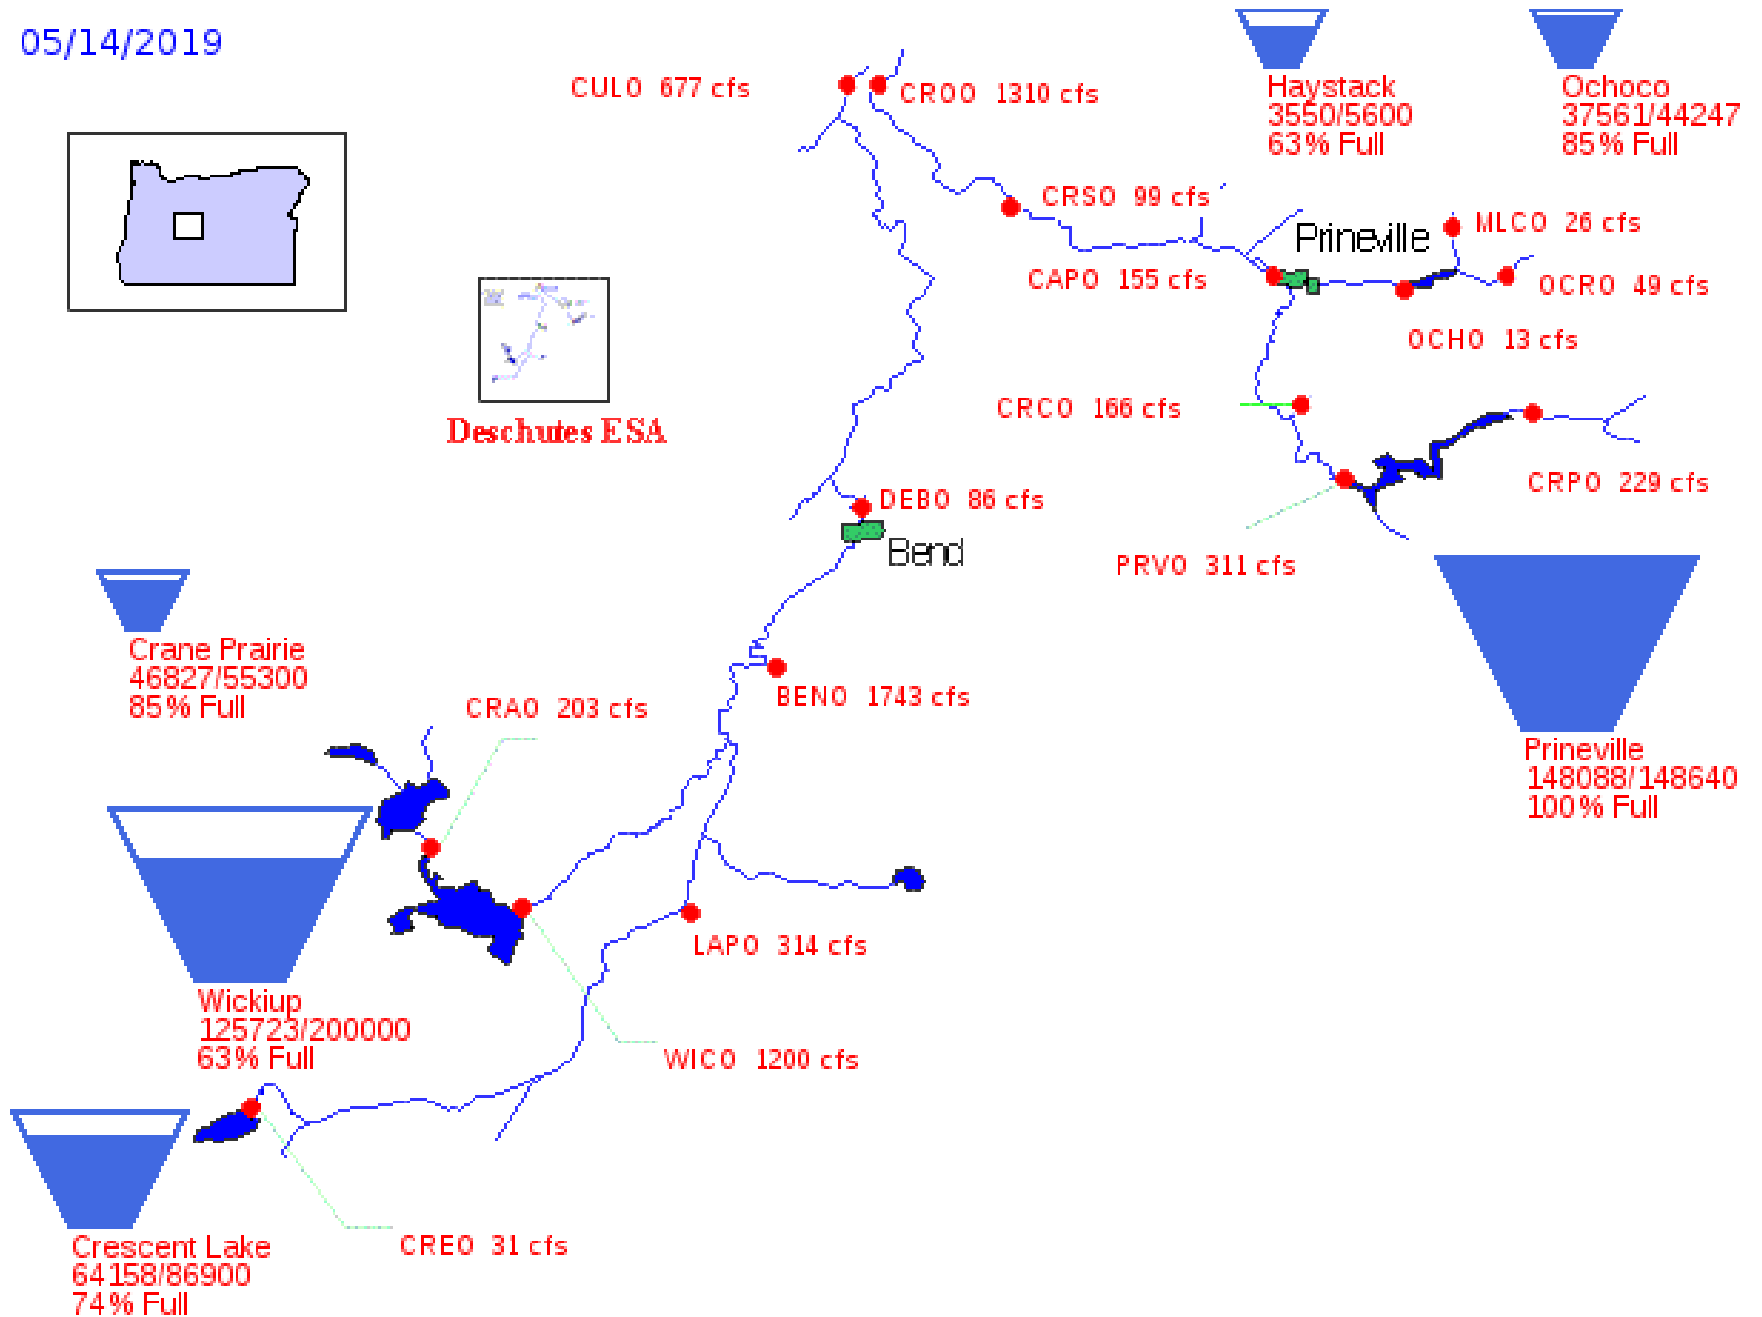 05/14/2019
CULO 677 cfs
CROO 1310 cfs
Haystack
3550/5600
63% Full
Ochoco
37561/44247
85% Full
CRSO 99 cfs
Prineville
MLCO 26 cfs
CAPO 155 cfs
OCRO 49 cfs
OCHO 13 cfs
CRCO 166 cfs
Deschutes ESA
CRPO 229 cfs
DEBO 86 cfs
Bend
PRVO 311 cfs
Crane Prairie
46827/55300
85% Full
BENO 1743 cfs
CRAO 203 cfs
Prineville
148088/148640
100% Full
LAPO 314 cfs
Wickiup
125723/200000
63% Full
WICO 1200 cfs
CREO 31 cfs
Crescent Lake
64158/86900
74% Full